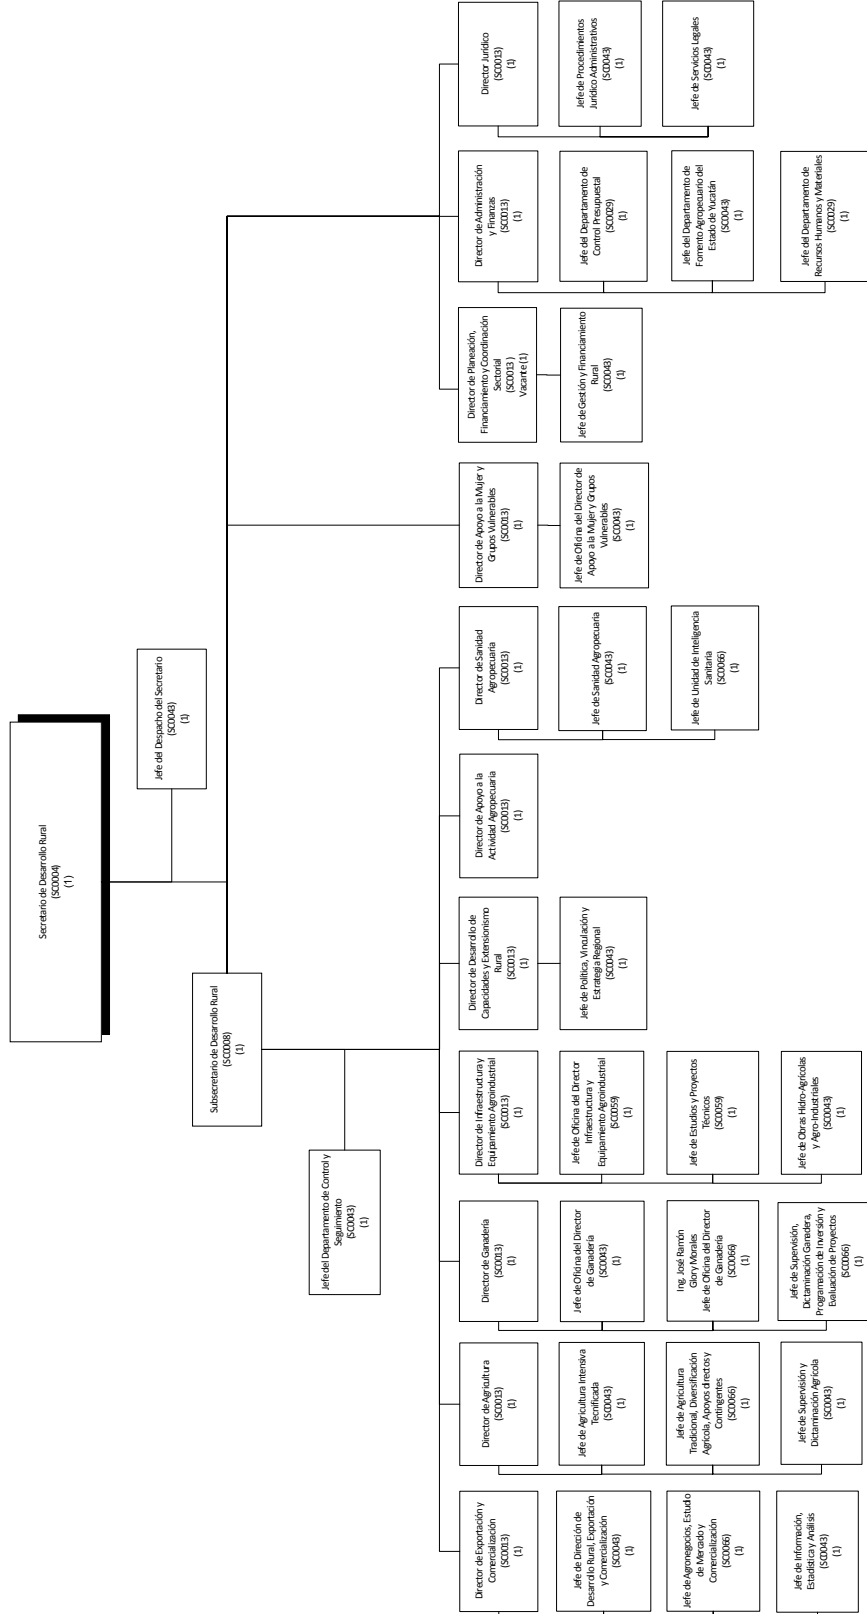 Secretario de Desarrollo Rural
(SC0004)
(1)
Jefe del Despacho del Secretario
(SC0043)
(1)
Subsecretario de Desarrollo Rural
(SC0008)
(1)
Jefe del Departamento de Control y
Seguimiento
(SC0043)
(1)
Director de Exportación y
Comercialización
(SC0013)
(1)
Jefe de Dirección de
Desarrollo Rural, Exportación
y Comercialización
(SC0043)
(1)
Jefe de Agronegocios, Estudio
de Mercado y
Comercialización
(SC0066)
(1)
Jefe de Información,
Estadística y Análisis
(SC0043)
(1)
Director de Agricultura
(SC0013)
(1)
Jefe de Agricultura Intensiva
Tecnificada
(SC0043)
(1)
Jefe de Agricultura
Tradicional, Diversificación
Agrícola, Apoyos directos y
Contingentes
(SC0066)
(1)
Jefe de Supervisión y
Dictaminación Agrícola
(SC0043)
(1)
Director de Ganadería
(SC0013)
(1)
Jefe de Oficina del Director
de Ganadería
(SC0043)
(1)
Ing. José Ramón
Glory Morales
Jefe de Oficina del Director
de Ganadería
(SC0066)
(1)
Jefe de Supervisión,
Dictaminación Ganadera,
Programación de Inversión y
Evaluación de Proyectos
(SC0066)
(1)
Director de Infraestructura y
Equipamiento Agroindustrial
(SC0013)
(1)
Jefe de Oficina del Director
Infraestructura y
Equipamiento Agroindustrial
(SC0059)
(1)
Jefe de Estudios y Proyectos
Técnicos
(SC0059)
(1)
Jefe de Obras Hidro-Agrícolas
y Agro-Industriales
(SC0043)
(1)
Director de Desarrollo de
Capacidades y Extensionismo
Rural
(SC0013)
(1)
Jefe de Política, Vinculación y
Estrategia Regional
(SC0043)
(1)
Director de Apoyo a la
Actividad Agropecuaria
(SC0013)
(1)
Director de Sanidad
Agropecuaria
(SC0013)
(1)
Jefe de Sanidad Agropecuaria
(SC0043)
(1)
Jefe de Unidad de Inteligencia
Sanitaria
(SC0066)
(1)
Director de Apoyo a la Mujer y
Grupos Vulnerables
(SC0013)
(1)
Jefe de Oficina del Director de
Apoyo a la Mujer y Grupos
Vulnerables
(SC0043)
(1)
Director de Planeación,
Financiamiento y Coordinación
Sectorial
(SC0013 )
Vacante (1)
Jefe de Gestión y Financiamiento
Rural
(SC0043)
(1)
Director de Administración
y Finanzas
(SC0013)
(1)
Jefe del Departamento de
Control Presupuestal
(SC0029)
(1)
Jefe del Departamento de
Fomento Agropecuario del
Estado de Yucatán
(SC0043)
(1)
Jefe del Departamento de
Recursos Humanos y Materiales
(SC0029)
(1)
Director Jurídico
(SC0013)
(1)
Jefe de Procedimientos
Jurídico Administrativos
(SC0043)
(1)
Jefe de Servicios Legales
(SC0043)
(1)